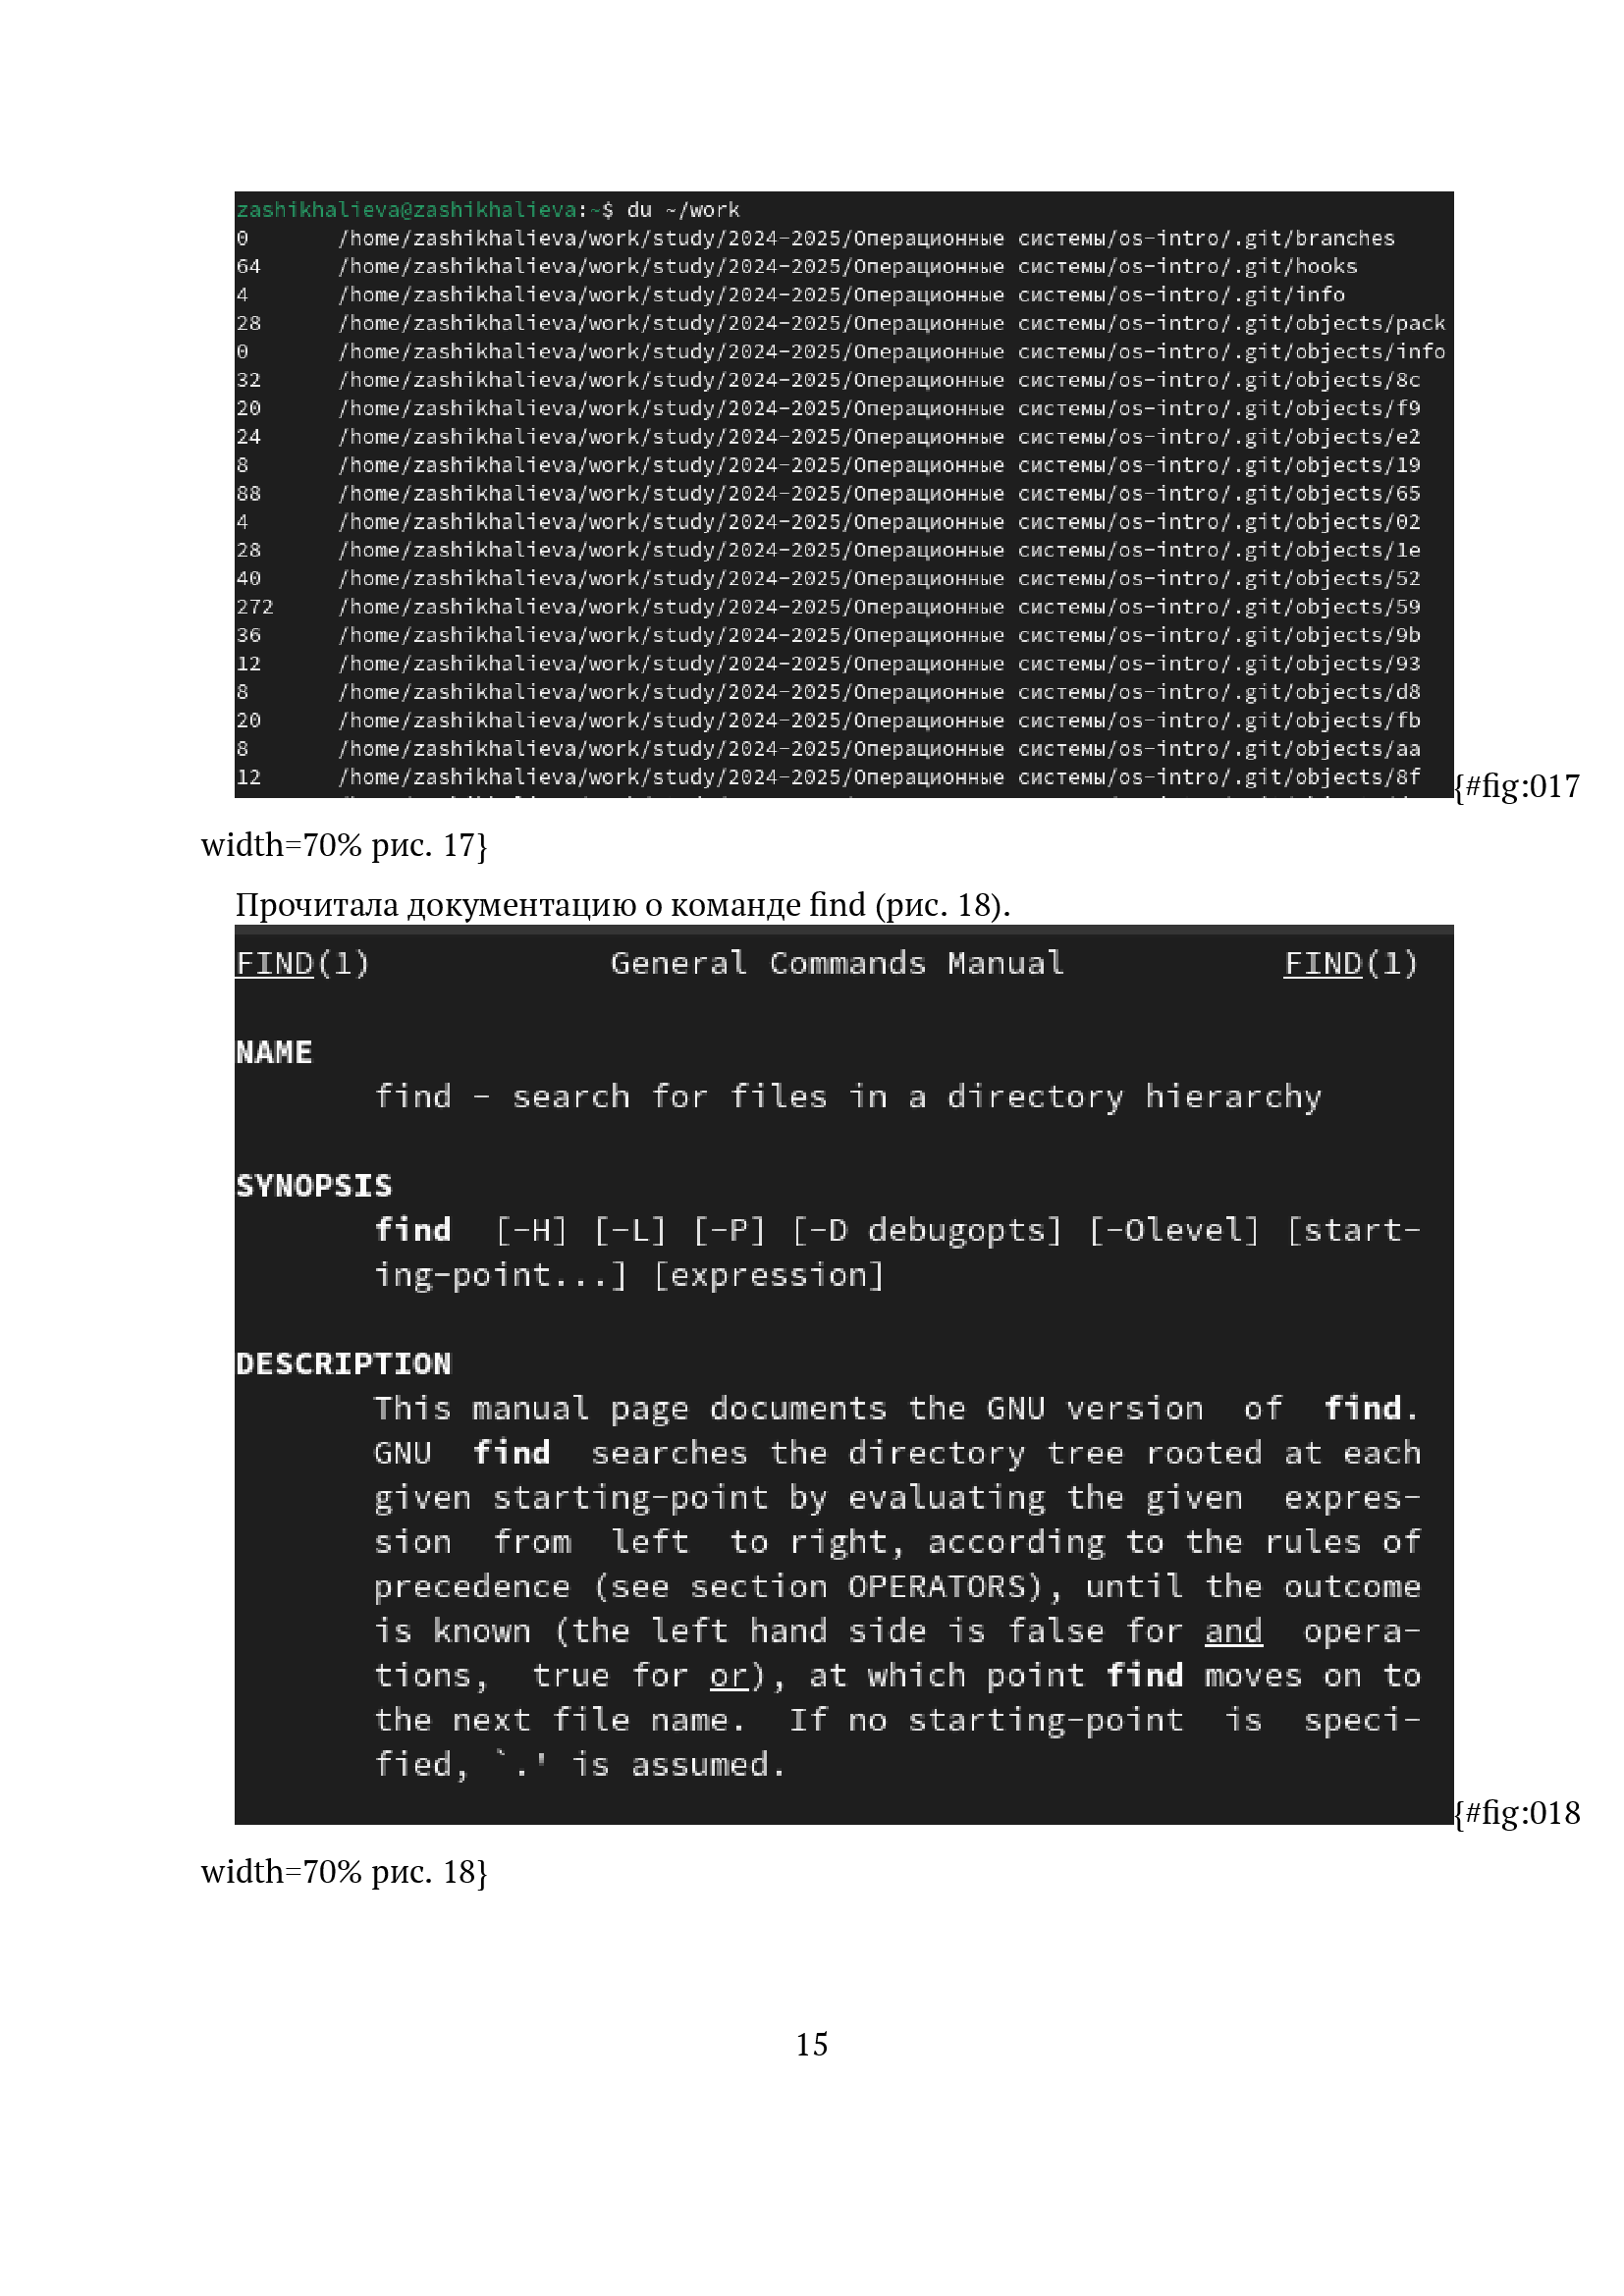 zashikhalieva@zashikhalieva:~$ du ~/work
0 /home/zashikhalieva/work/study/2024-2025/Операционные системы/os-intro/.git/branches
64 /home/zashikhalieva/work/study/2024-2025/Операционные системы/os-intro/.git/hooks
4 /home/zashikhalieva/work/study/2024-2025/Операционные системы/os-intro/.git/info
28 /home/zashikhalieva/work/study/2024-2025/Операционные системы/os-intro/.git/objects/pack
0 /home/zashikhalieva/work/study/2024-2025/Операционные системы/os-intro/.git/objects/info
32 /home/zashikhalieva/work/study/2024-2025/Операционные системы/os-intro/.git/objects/8c
20 /home/zashikhalieva/work/study/2024-2025/Операционные системы/os-intro/.git/objects/f9
24 /home/zashikhalieva/work/study/2024-2025/Операционные системы/os-intro/.git/objects/e2
8 /home/zashikhalieva/work/study/2024-2025/Операционные системы/os-intro/.git/objects/19
88 /home/zashikhalieva/work/study/2024-2025/Операционные системы/os-intro/.git/objects/65
4 /home/zashikhalieva/work/study/2024-2025/Операционные системы/os-intro/.git/objects/02
28 /home/zashikhalieva/work/study/2024-2025/Операционные системы/os-intro/.git/objects/1e
40 /home/zashikhalieva/work/study/2024-2025/Операционные системы/os-intro/.git/objects/52
272 /home/zashikhalieva/work/study/2024-2025/Операционные системы/os-intro/.git/objects/59
36 /home/zashikhalieva/work/study/2024-2025/Операционные системы/os-intro/.git/objects/9b
12 /home/zashikhalieva/work/study/2024-2025/Операционные системы/os-intro/.git/objects/93
8 /home/zashikhalieva/work/study/2024-2025/Операционные системы/os-intro/.git/objects/d8
20 /home/zashikhalieva/work/study/2024-2025/Операционные системы/os-intro/.git/objects/fb
8 /home/zashikhalieva/work/study/2024-2025/Операционные системы/os-intro/.git/objects/aa
12 /home/zashikhalieva/work/study/2024-2025/Операционные системы/os-intro/.git/objects/8f
{#fig:017
width=70% рис. 17}
Прочитала документацию о команде find (рис. 18).
FIND(1) General Commands Manual FIND(1)
NAME
find - search for files in a directory hierarchy
SYNOPSIS
find [-H] [-L] [-P] [-D debugopts] [-Olevel] [start-
ing-point...] [expression]
DESCRIPTION
This manual page documents the GNU version of find.
GNU find searches the directory tree rooted at each
given starting-point by evaluating the given expres-
sion from left to right, according to the rules of
precedence (see section OPERATORS), until the outcome
is known (the left hand side is false for and opera-
tions, true for or), at which point find moves on to
the next file name. If no starting-point is speci-
fied, `.' is assumed.
{#fig:018
width=70% рис. 18}
15